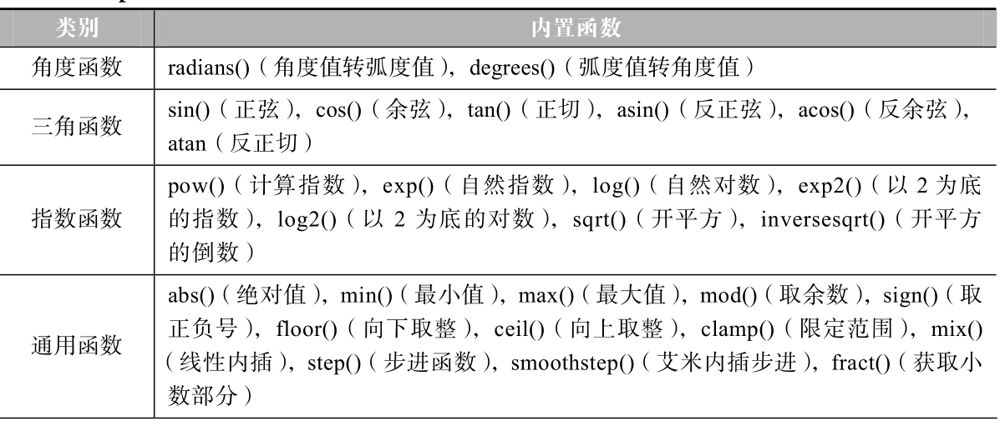 类别 内置函数
角度函数 radians()（角度值转弧度值），degrees()（弧度值转角度值）
三角函数 sin()（正弦），cos()（余弦），tan()（正切），asin()（反正弦），acos()（反余弦），
atan（反正切）
指数函数 pow()（计算指数），exp()（自然指数），log()（自然对数），exp2()（以 2 为底
的指数），log2()（以 2 为底的对数），sqrt()（开平方），inversesqrt()（开平方
的倒数）
通用函数 abs()（绝对值），min()（最小值），max()（最大值），mod()（取余数），sign()（取
正负号），floor()（向下取整），ceil()（向上取整），clamp()（限定范围），mix()
（线性内插），step()（步进函数），smoothstep()（艾米内插步进），fract()（获取小
数部分）